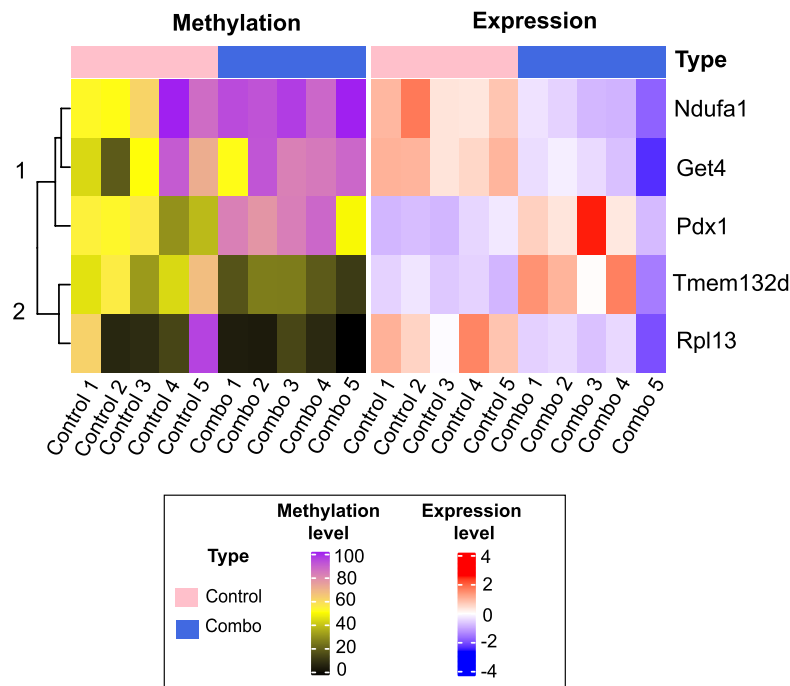 Methylation Expression
Type
Ndufa1
1
Get4
Pdx1
Tmem132d
2
Rpl13
Control 1 Control 2 Control 3 Control 4 Control 5 Combo 1 Combo 2 Combo 3 Combo 4 Combo 5 Control 1 Control 2 Control 3 Control 4 Control 5 Combo 1 Combo 2 Combo 3 Combo 4 Combo 5
Type
Control
Combo
Methylation
level
100
80
60
40
20
0
Expression
level
4
2
0
-2
-4